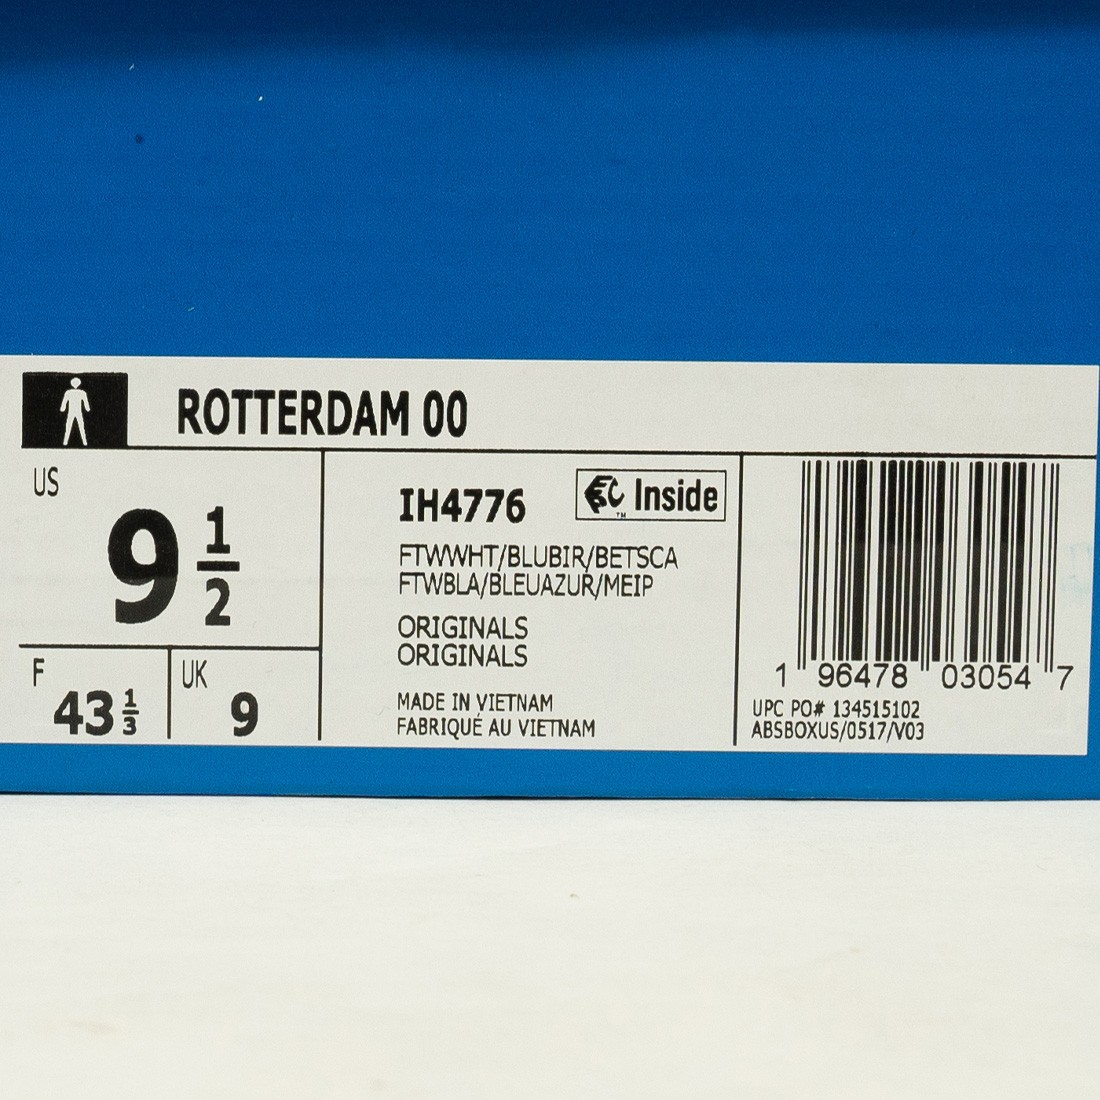 ROTTERDAM 00
US
9 1/2
F
43 1/3
UK
9
IH4776
Inside
™
FTWWHT/BLUBIR/BETSCA
FTWBLA/BLEUAZUR/MEIP
ORIGINALS
ORIGINALS
MADE IN VIETNAM
FABRIQUÉ AU VIETNAM
1 96478 03054 7
UPC PO# 134515102
ABSBOXUS/0517/V03